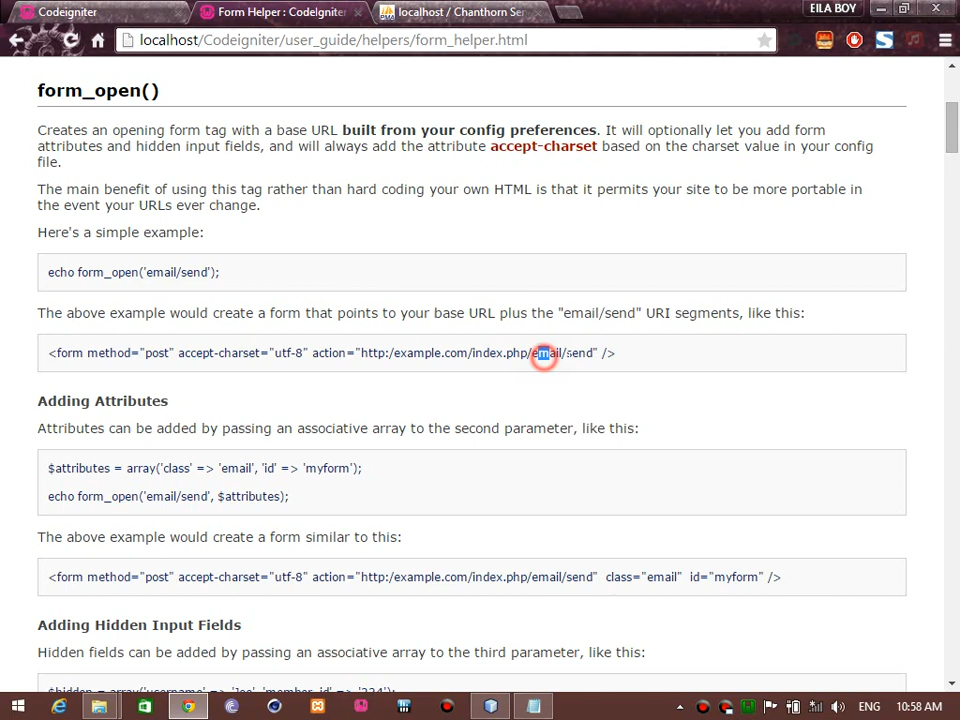 Codeigniter
Form Helper : CodeIgniter
localhost / Chanthorn Ser
EILA BOY
localhost/Codeigniter/user_guide/helpers/form_helper.html
form_open()
Creates an opening form tag with a base URL built from your config preferences. It will optionally let you add form
attributes and hidden input fields, and will always add the attribute accept-charset based on the charset value in your config
file.
The main benefit of using this tag rather than hard coding your own HTML is that it permits your site to be more portable in
the event your URLs ever change.
Here's a simple example:
echo form_open('email/send');
The above example would create a form that points to your base URL plus the "email/send" URI segments, like this:
<form method="post" accept-charset="utf-8" action="http:/example.com/index.php/email/send" />
Adding Attributes
Attributes can be added by passing an associative array to the second parameter, like this:
$attributes = array('class' => 'email', 'id' => 'myform');
echo form_open('email/send', $attributes);
The above example would create a form similar to this:
<form method="post" accept-charset="utf-8" action="http:/example.com/index.php/email/send" class="email" id="myform" />
Adding Hidden Input Fields
Hidden fields can be added by passing an associative array to the third parameter, like this:
$hidden = array('username' => 'Joe', 'member_id' => '234');
ENG
10:58 AM